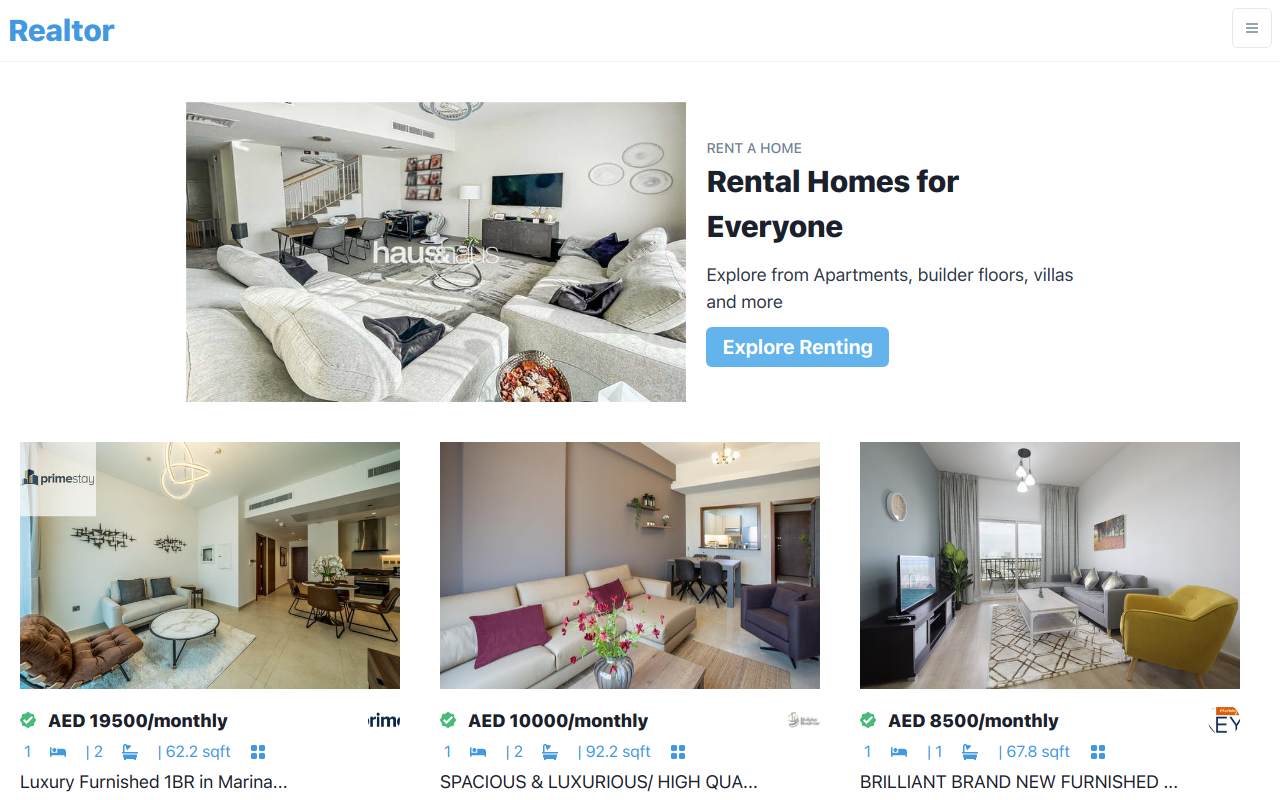 Realtor
haus&haus
RENT A HOME
Rental Homes for
Everyone
Explore from Apartments, builder floors, villas
and more
Explore Renting
primestay
AED 19500/monthly
1 | 2 | 62.2 sqft
Luxury Furnished 1BR in Marina...
AED 10000/monthly
1 | 2 | 92.2 sqft
SPACIOUS & LUXURIOUS/ HIGH QUA...
AED 8500/monthly
EY
1 | 1 | 67.8 sqft
BRILLIANT BRAND NEW FURNISHED ...